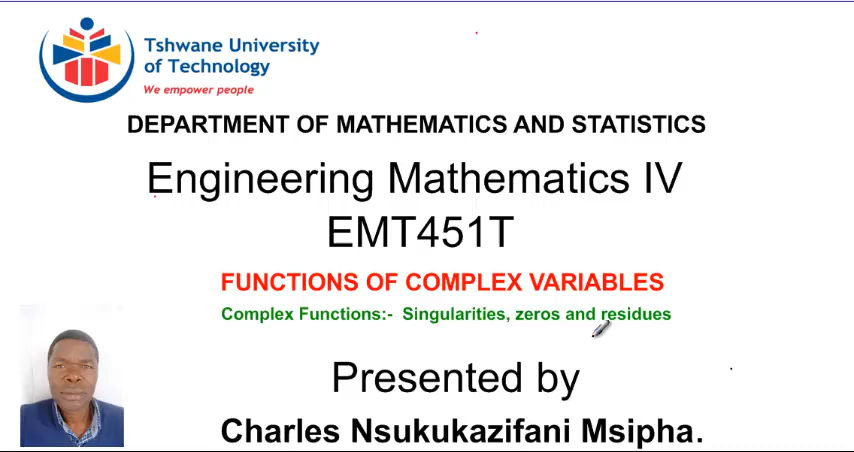 Tshwane University
of Technology
We empower people
DEPARTMENT OF MATHEMATICS AND STATISTICS
Engineering Mathematics IV
EMT451T
FUNCTIONS OF COMPLEX VARIABLES
Complex Functions:- Singularities, zeros and residues
Presented by
Charles Nsukukazifani Msipha.